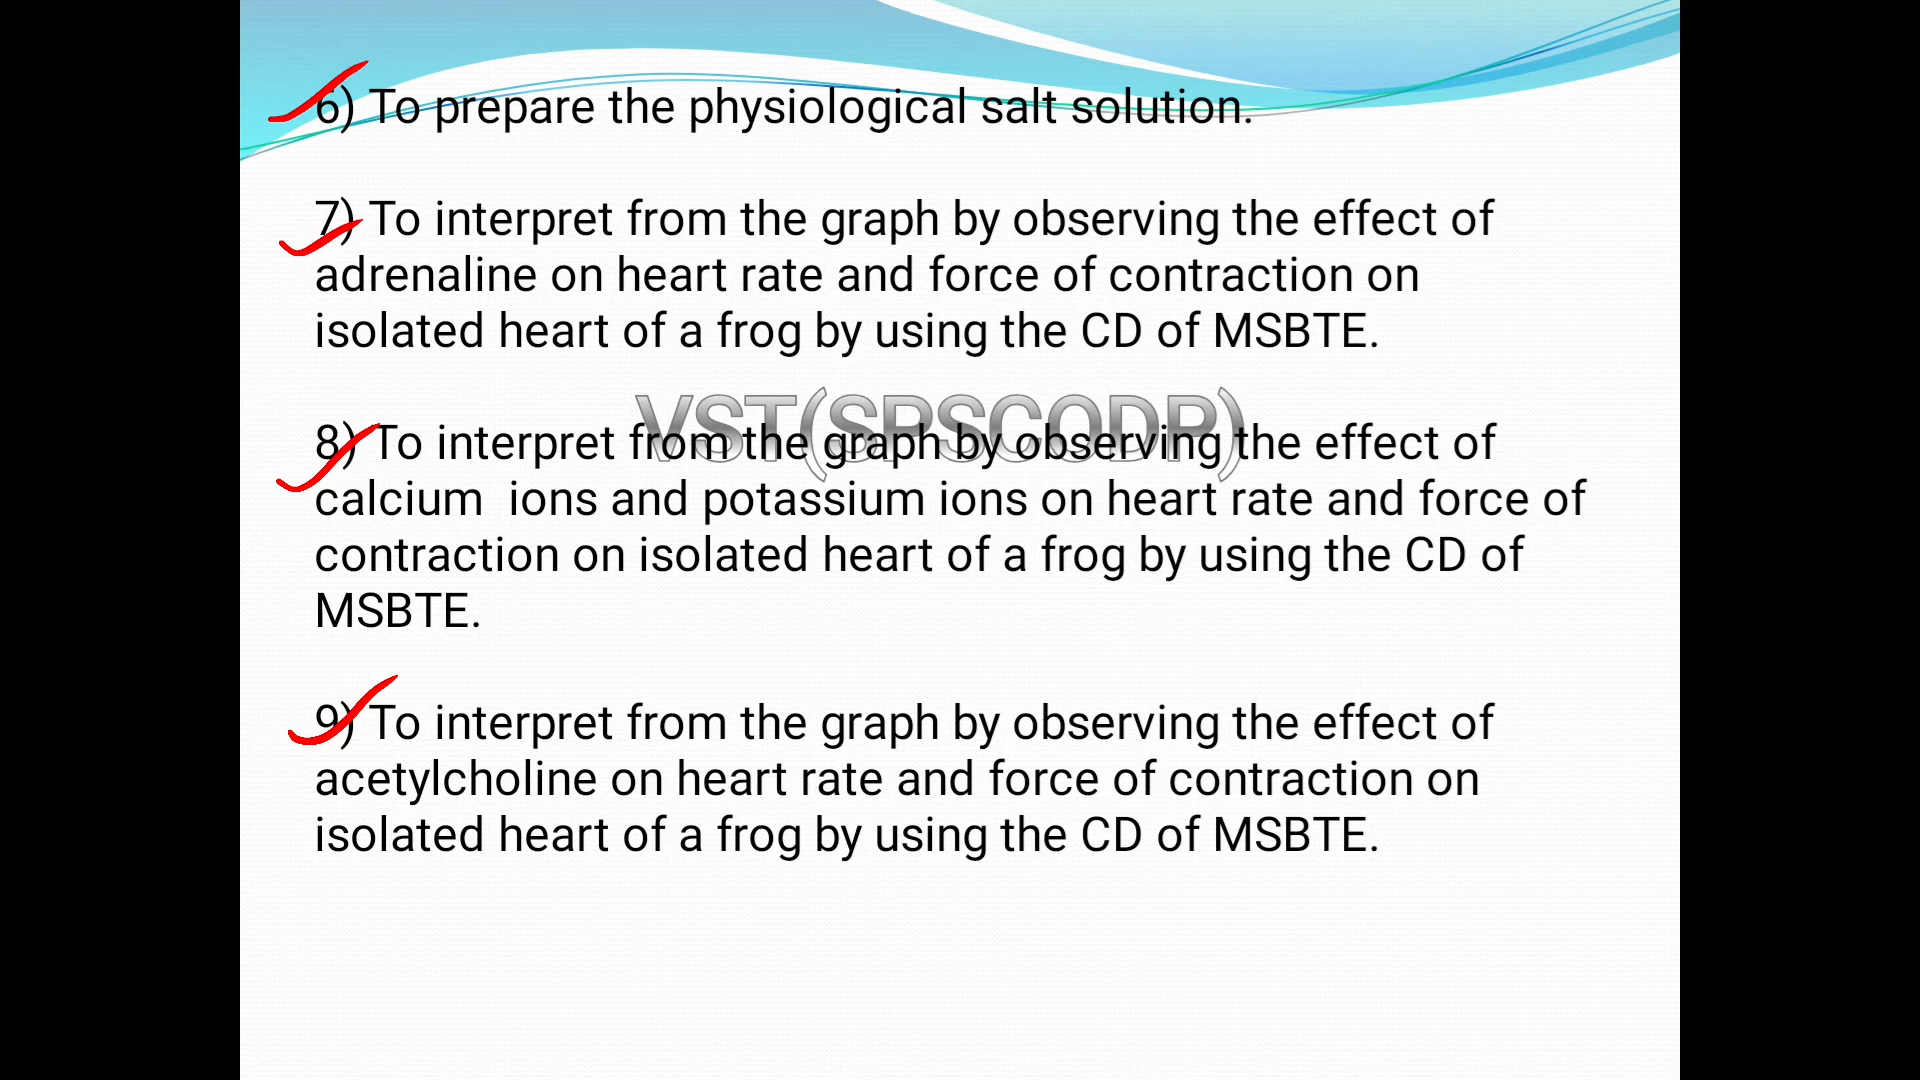 6) To prepare the physiological salt solution.
7) To interpret from the graph by observing the effect of
adrenaline on heart rate and force of contraction on
isolated heart of a frog by using the CD of MSBTE.
VST(SPSCODP)
8) To interpret from the graph by observing the effect of
calcium  ions and potassium ions on heart rate and force of
contraction on isolated heart of a frog by using the CD of
MSBTE.
9) To interpret from the graph by observing the effect of
acetylcholine on heart rate and force of contraction on
isolated heart of a frog by using the CD of MSBTE.